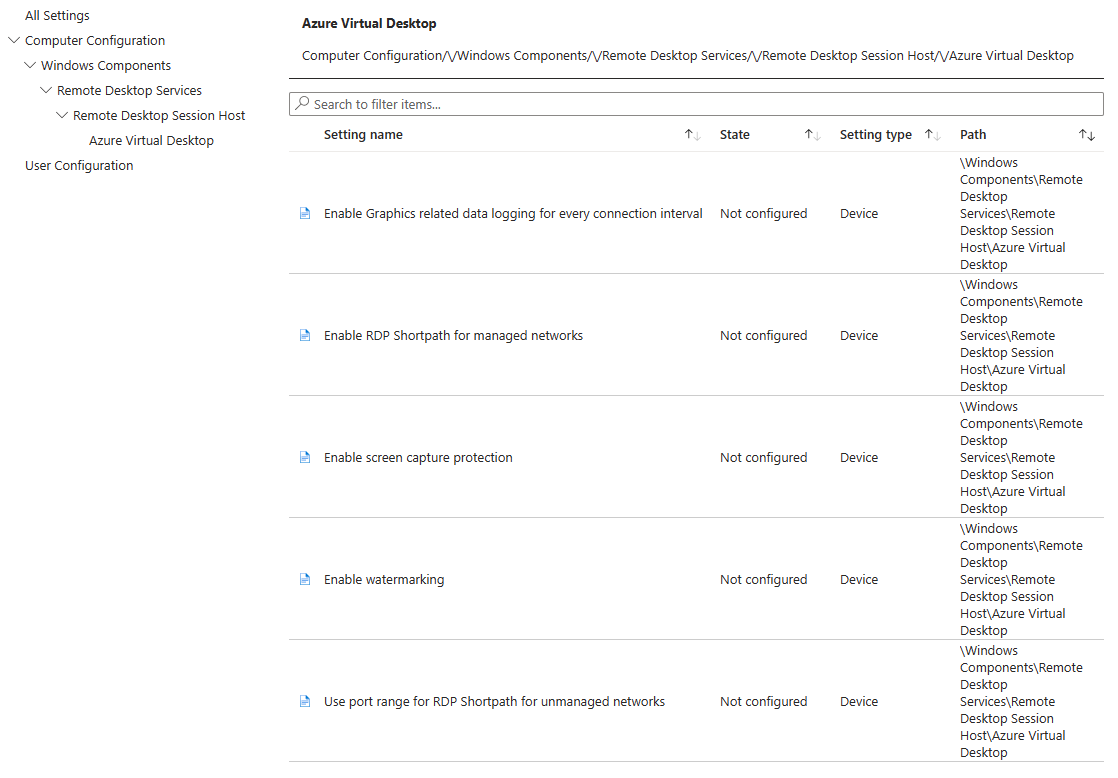 All Settings
Computer Configuration
Windows Components
Remote Desktop Services
Remote Desktop Session Host
Azure Virtual Desktop
User Configuration
Azure Virtual Desktop
Computer Configuration/\/Windows Components/\/Remote Desktop Services/\/Remote Desktop Session Host/\/Azure Virtual Desktop
Search to filter items...
Setting name State Setting type Path
Enable Graphics related data logging for every connection interval Not configured Device
\Windows
Components\Remote
Desktop
Services\Remote
Desktop Session
Host\Azure Virtual
Desktop
Enable RDP Shortpath for managed networks Not configured Device
\Windows
Components\Remote
Desktop
Services\Remote
Desktop Session
Host\Azure Virtual
Desktop
Enable screen capture protection Not configured Device
\Windows
Components\Remote
Desktop
Services\Remote
Desktop Session
Host\Azure Virtual
Desktop
Enable watermarking Not configured Device
\Windows
Components\Remote
Desktop
Services\Remote
Desktop Session
Host\Azure Virtual
Desktop
Use port range for RDP Shortpath for unmanaged networks Not configured Device
\Windows
Components\Remote
Desktop
Services\Remote
Desktop Session
Host\Azure Virtual
Desktop